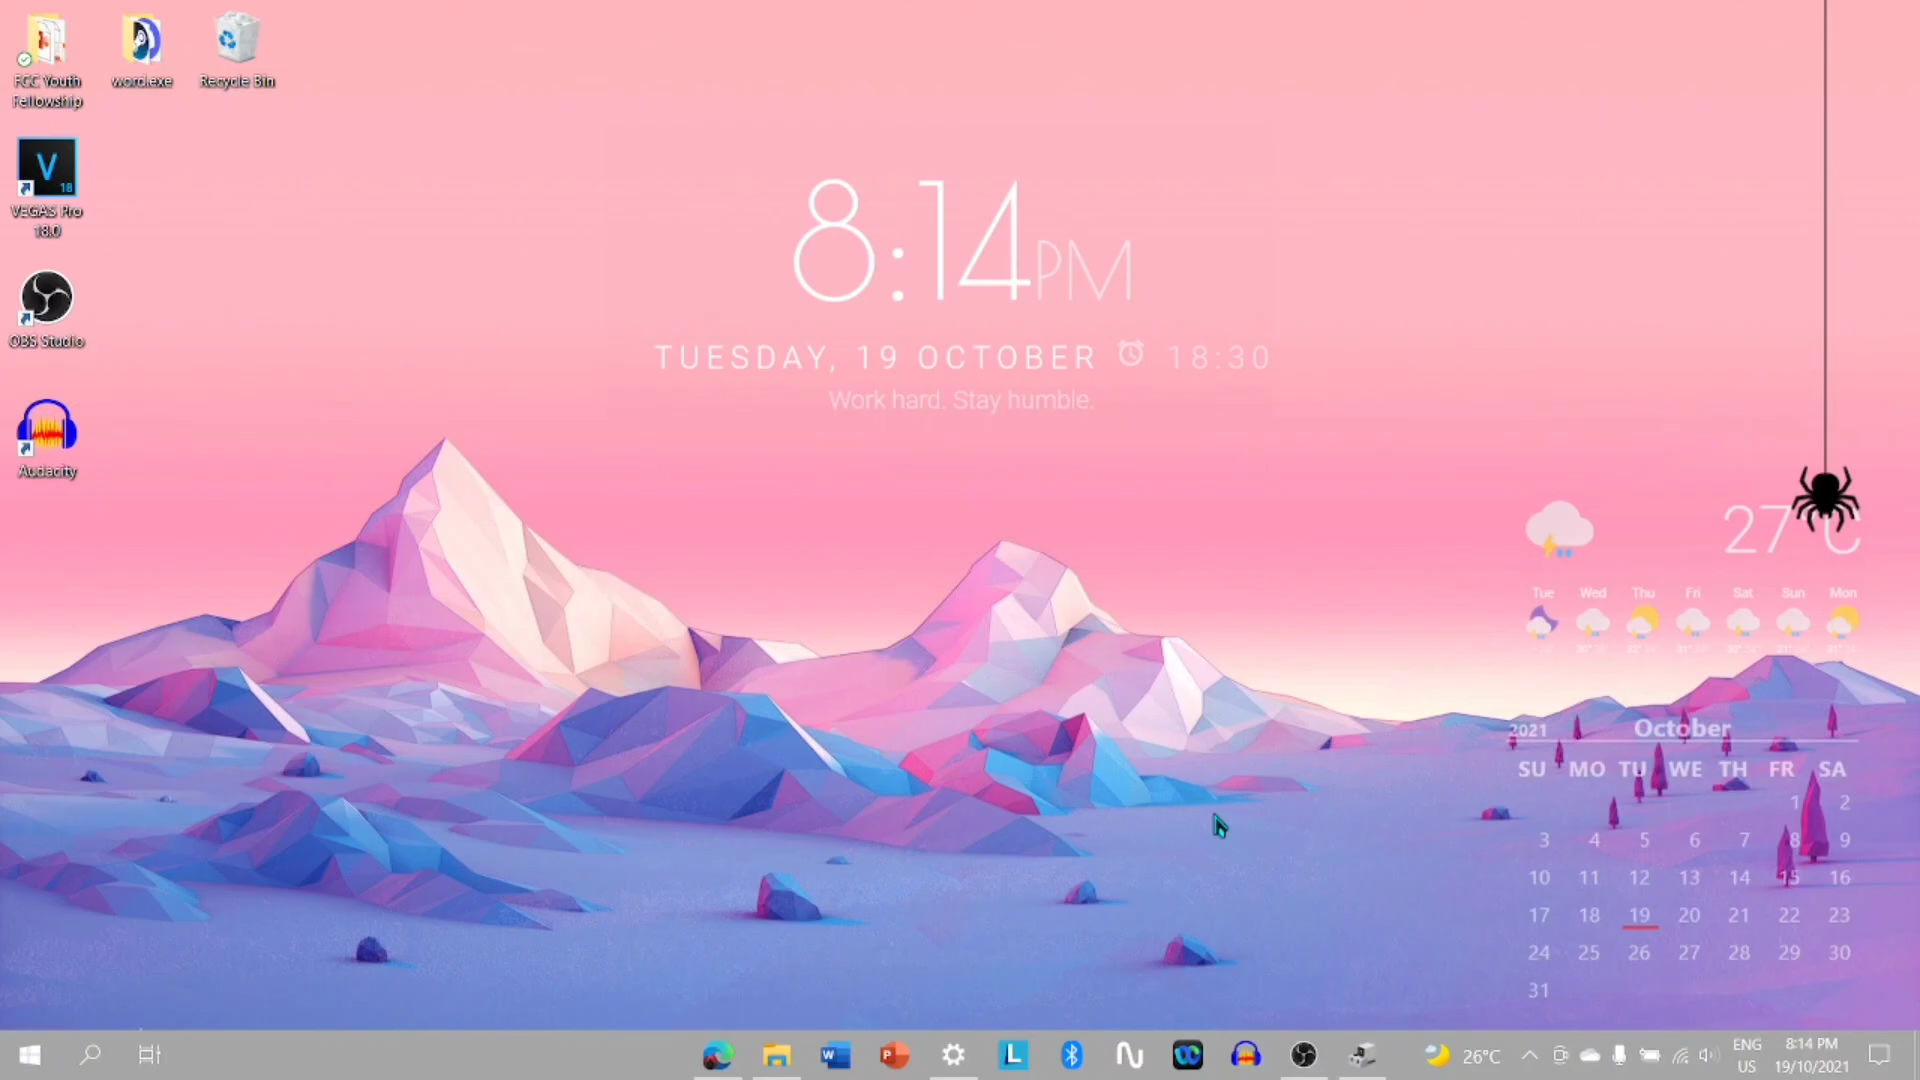 FCC Youth
Fellowship
word.exe
Recycle Bin
V
18
VEGAS Pro
18.0
OBS Studio
Audacity
8:14PM
TUESDAY, 19 OCTOBER 18:30
Work hard. Stay humble.
27°C
Tue Wed Thu Fri Sat Sun Mon
2021 October
SU MO TU WE TH FR SA
1 2
3 4 5 6 7 8 9
10 11 12 13 14 15 16
17 18 19 20 21 22 23
24 25 26 27 28 29 30
31
W P L
26°C
ENG
US
8:14 PM
19/10/2021